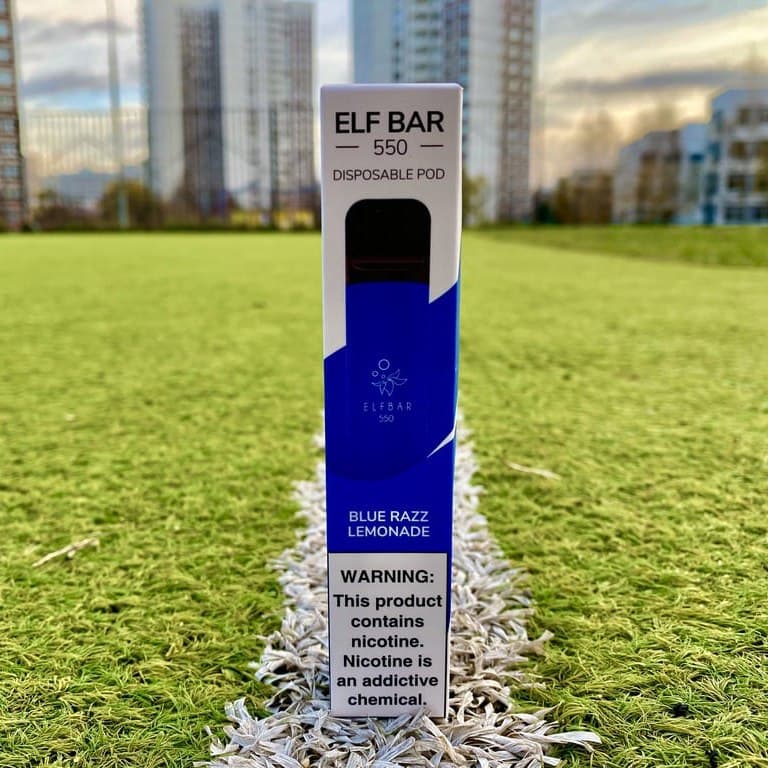 ELF BAR
550
DISPOSABLE POD
ELFBAR
550
BLUE RAZZ
LEMONADE
WARNING:
This product
contains
nicotine.
Nicotine is
an addictive
chemical.